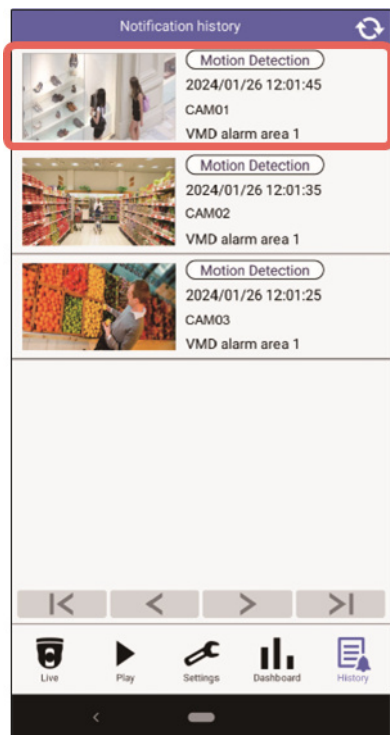 Notification history
Motion Detection
2024/01/26 12:01:45
CAM01
VMD alarm area 1
Motion Detection
2024/01/26 12:01:35
CAM02
VMD alarm area 1
Motion Detection
2024/01/26 12:01:25
CAM03
VMD alarm area 1
Live
Play
Settings
Dashboard
History